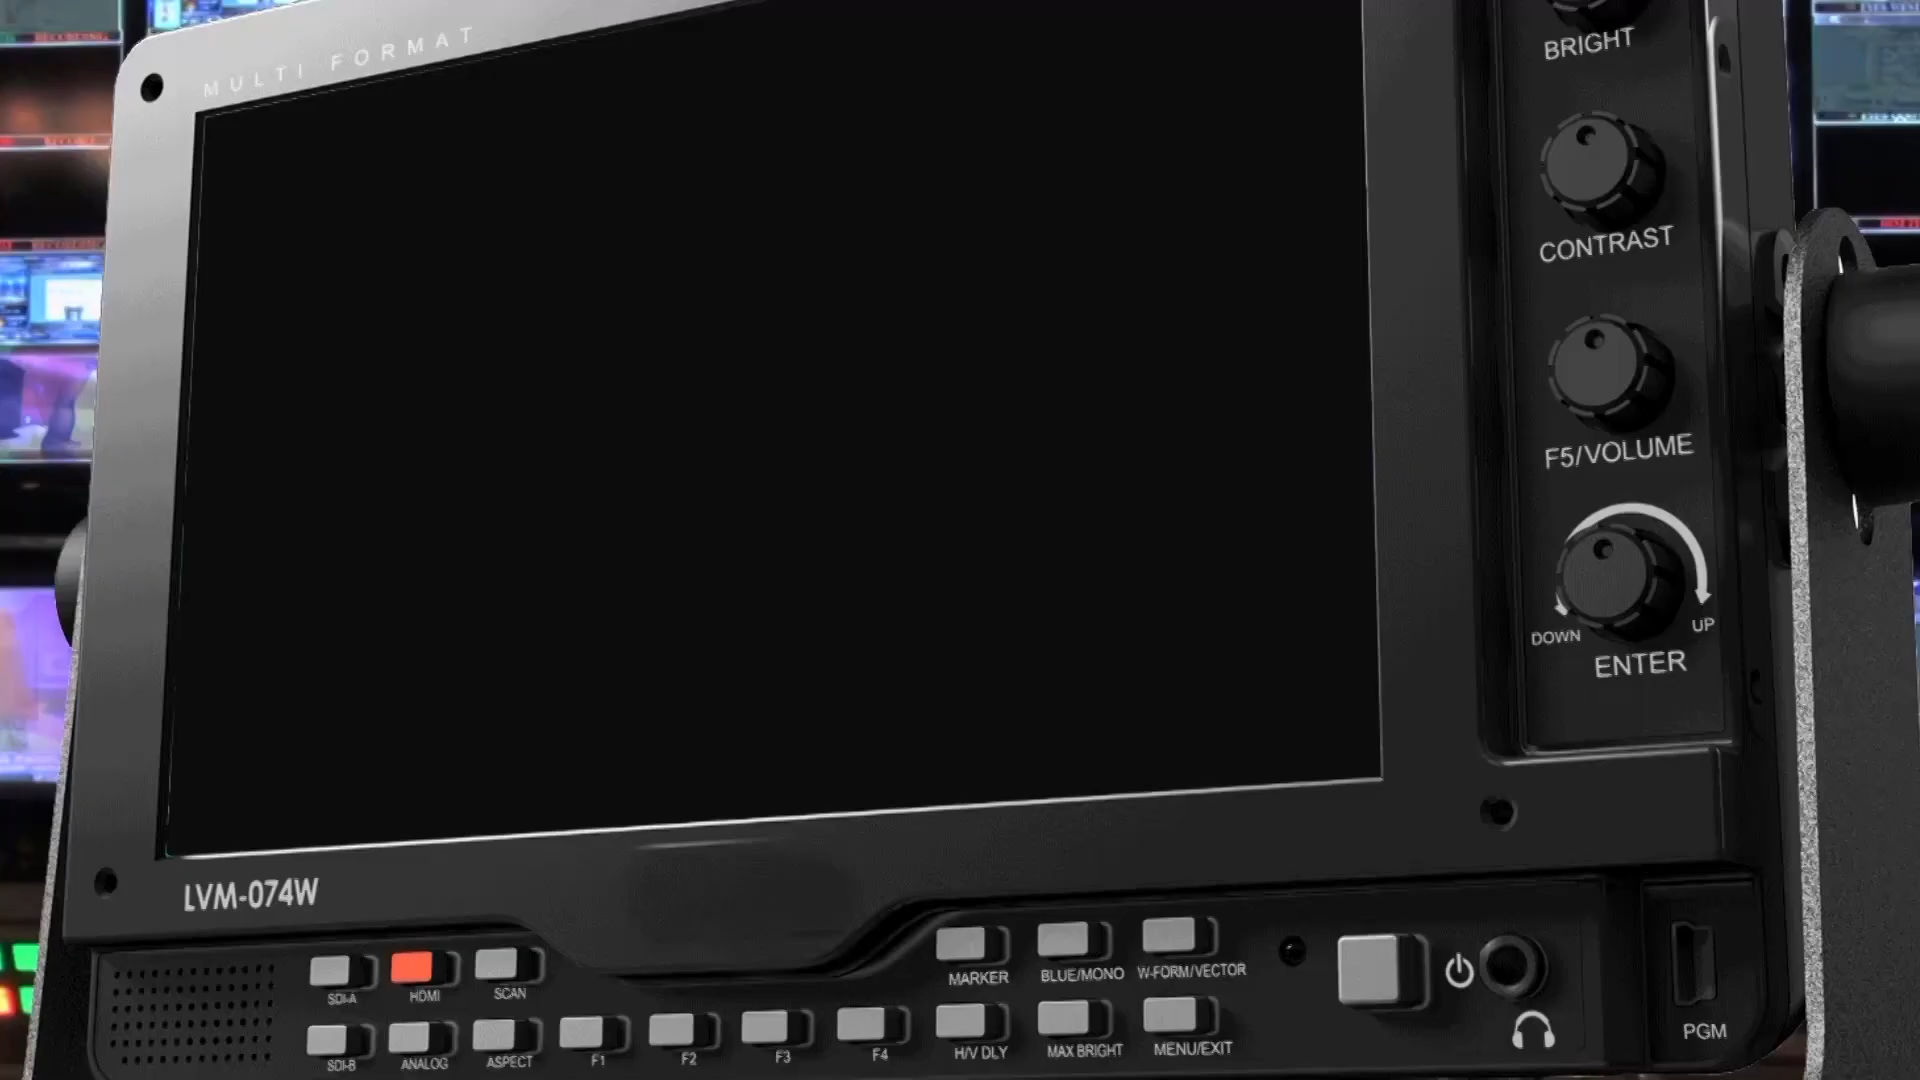 MULTI FORMAT
BRIGHT
CONTRAST
F5/VOLUME
DOWN
UP
ENTER
LVM-074W
MARKER
BLUE/MONO
W-FORM/VECTOR
SDI-A
HDMI
SCAN
SDI-B
ANALOG
ASPECT
F1
F2
F3
F4
H/V DLY
MAX BRIGHT
MENU/EXIT
PGM